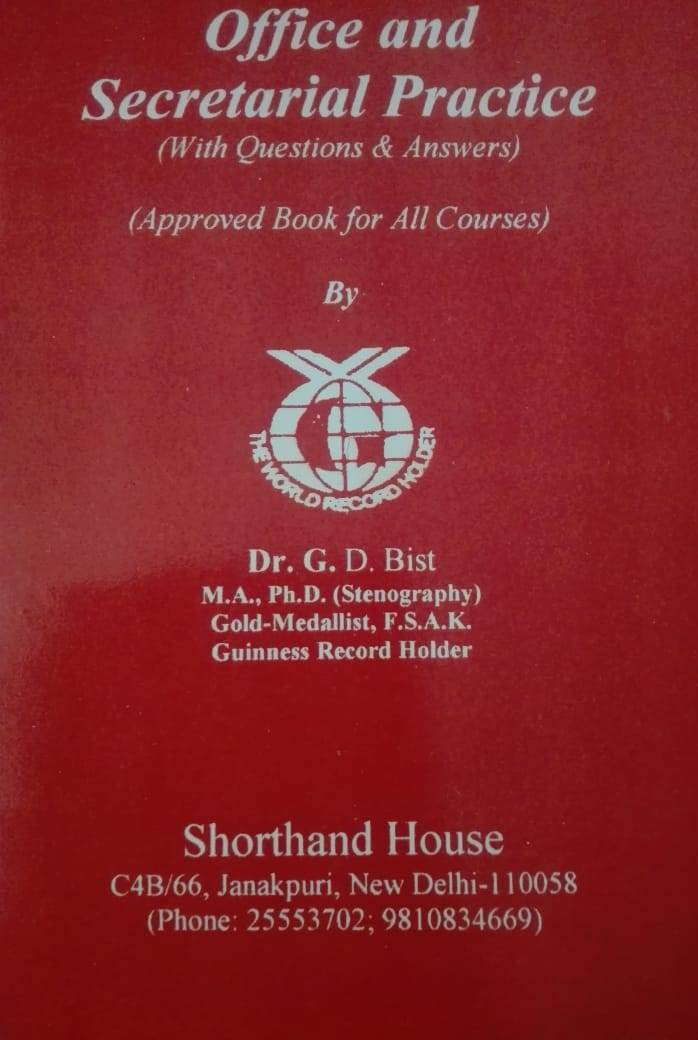 Office and
Secretarial Practice
(With Questions & Answers)
(Approved Book for All Courses)
By
THE WORLD RECORD HOLDER
Dr. G. D. Bist
M.A., Ph.D. (Stenography)
Gold-Medallist, F.S.A.K.
Guinness Record Holder
Shorthand House
C4B/66, Janakpuri, New Delhi-110058
(Phone: 25553702; 9810834669)